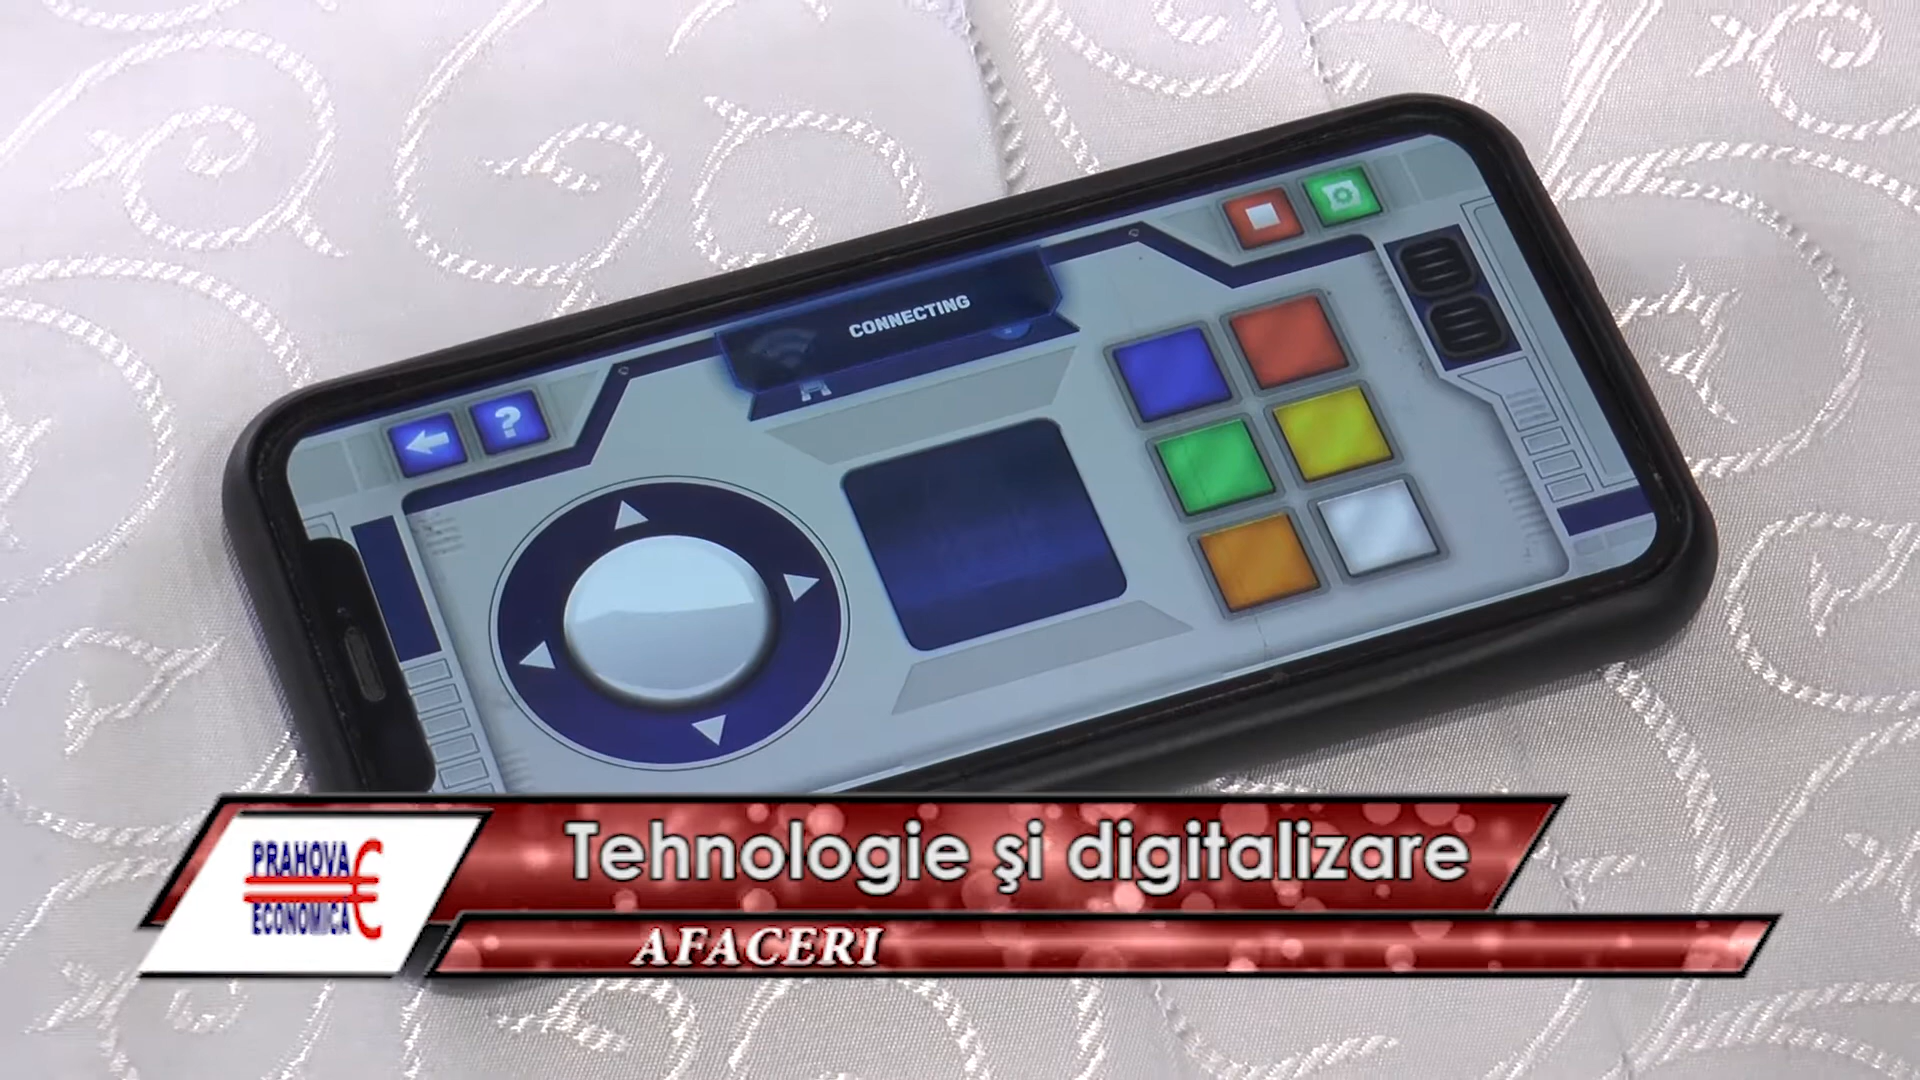 CONNECTING
?
Tehnologie şi digitalizare
PRAHOVA
ECONOMICA
AFACERI